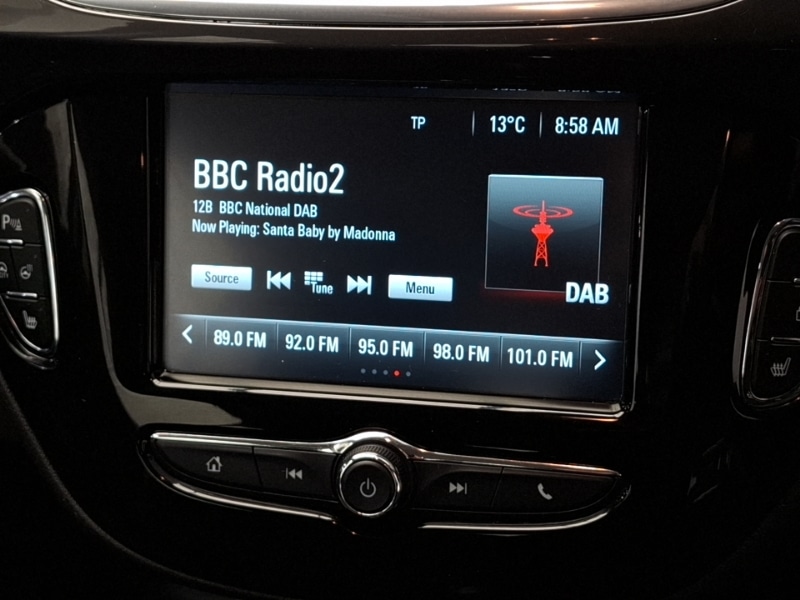 TP 13°C 8:58 AM
BBC Radio2
12B BBC National DAB
Now Playing: Santa Baby by Madonna
Source Tune Menu
DAB
89.0 FM 92.0 FM 95.0 FM 98.0 FM 101.0 FM
P